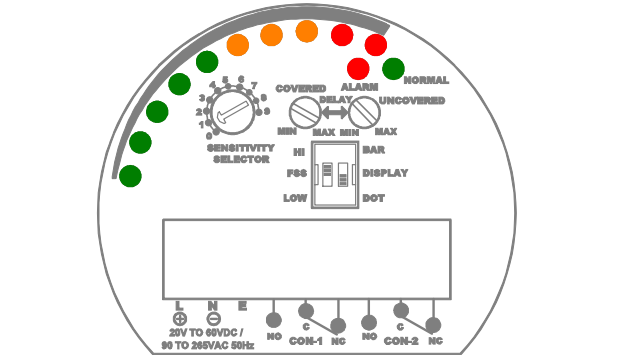 NORMAL
COVERED
ALARM
DELAY
UNCOVERED
0 1 2 3 4 5 6 7 8 9
MIN MAX MIN MAX
SENSITIVITY
SELECTOR
HI BAR
FSS DISPLAY
LOW DOT
L N E
20V TO 60VDC /
90 TO 265VAC 50Hz
NO C CON-1 NC NO C CON-2 NC